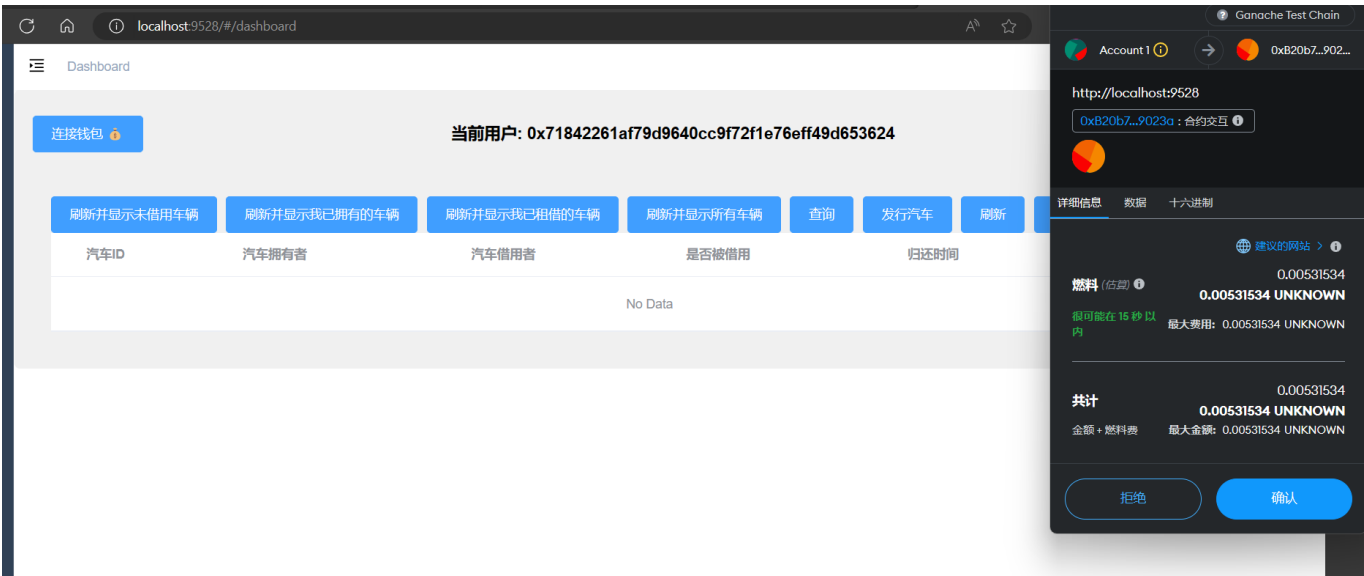 localhost:9528/#/dashboard
Dashboard
连接钱包
当前用户: 0x71842261af79d9640cc9f72f1e76eff49d653624
刷新并显示未借用车辆 刷新并显示我已拥有的车辆 刷新并显示我已租借的车辆 刷新并显示所有车辆 查询 发行汽车 刷新
汽车ID 汽车拥有者 汽车借用者 是否被借用 归还时间
No Data
Ganache Test Chain
Account 1 0xB20b7...902...
http://localhost:9528
0xB20b7...9023a : 合约交互
详细信息 数据 十六进制
建议的网站 >
燃料 (估算) 0.00531534
0.00531534 UNKNOWN
很可能在 15 秒 以内 最大费用: 0.00531534 UNKNOWN
共计 0.00531534
0.00531534 UNKNOWN
金额 + 燃料费 最大金额: 0.00531534 UNKNOWN
拒绝 确认